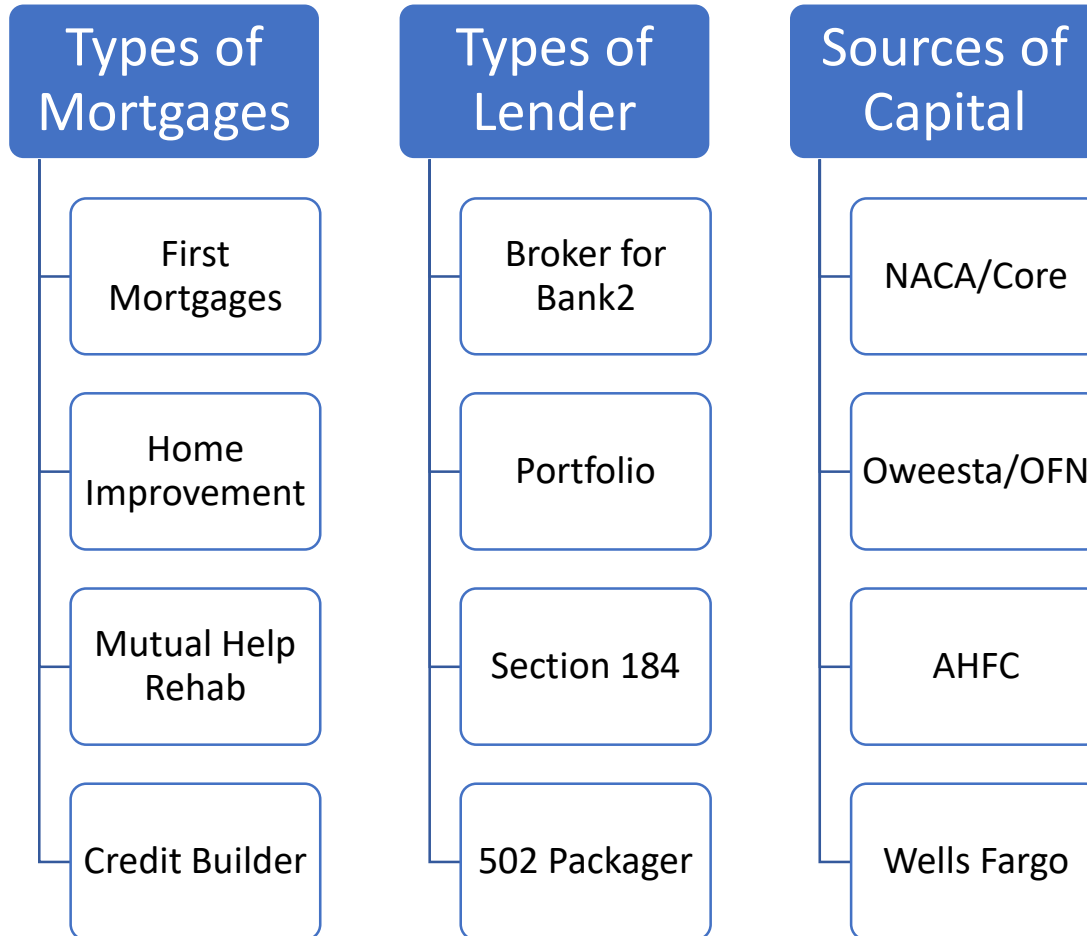 Types of
Mortgages
First
Mortgages
Home
Improvement
Mutual Help
Rehab
Credit Builder
Types of
Lender
Broker for
Bank2
Portfolio
Section 184
502 Packager
Sources of
Capital
NACA/Core
Oweesta/OFN
AHFC
Wells Fargo